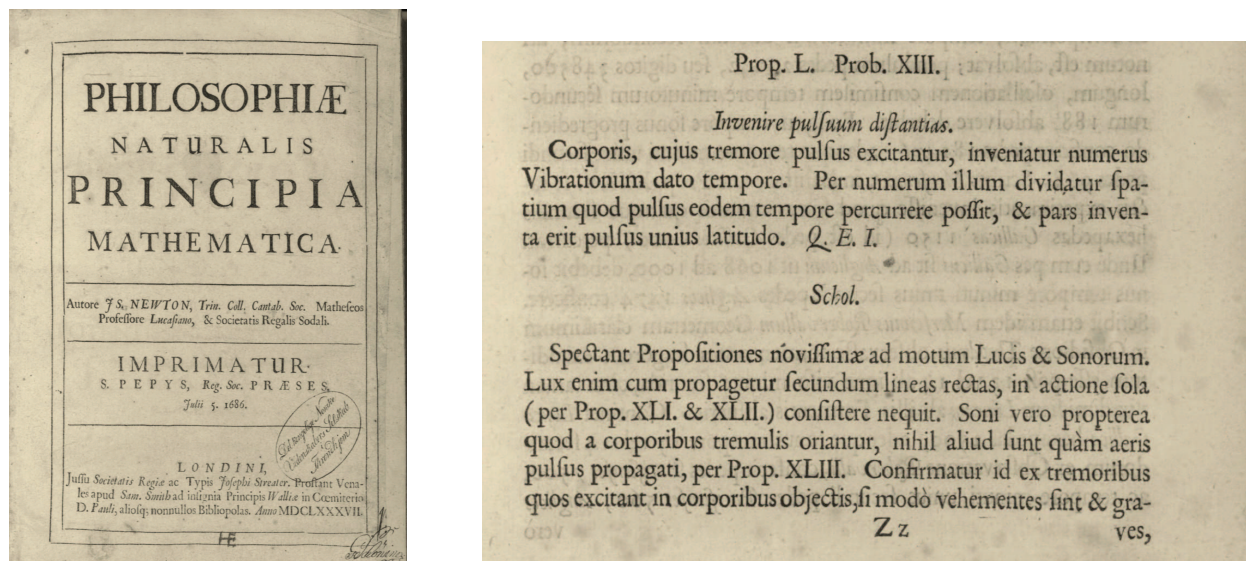 PHILOSOPHIÆ
NATURALIS
PRINCIPIA
MATHEMATICA.
Autore JS. NEWTON, Trin. Coll. Cantab. Soc. Matheſeos
Profeſſore Lucaſiano, & Societatis Regalis Sodali.
IMPRIMATUR.
S. PEPYS, Reg. Soc. PRÆSES.
Julii 5. 1686.
LONDINI,
Juſſu Societatis Regiæ ac Typis Joſephi Streater. Proſtant Vena-
les apud Sam. Smith ad inſignia Principis Walliæ in Cœmiterio
D. Pauli, alioſq; nonnullos Bibliopolas. Anno MDCLXXXVII.
Prop. L. Prob. XIII.
Invenire pulſuum diſtantias.
Corporis, cujus tremore pulſus excitantur, inveniatur numerus
Vibrationum dato tempore. Per numerum illum dividatur ſpa-
tium quod pulſus eodem tempore percurrere poſſit, & pars inven-
ta erit pulſus unius latitudo. Q. E. I.
Schol.
Spectant Propoſitiones noviſſimæ ad motum Lucis & Sonorum.
Lux enim cum propagetur ſecundum lineas rectas, in actione ſola
(per Prop. XLI. & XLII.) conſiſtere nequit. Soni vero propterea
quod a corporibus tremulis oriantur, nihil aliud ſunt quàm aeris
pulſus propagati, per Prop. XLIII. Confirmatur id ex tremoribus
quos excitant in corporibus objectis, ſi modò vehementes ſint & gra-
Z z ves,